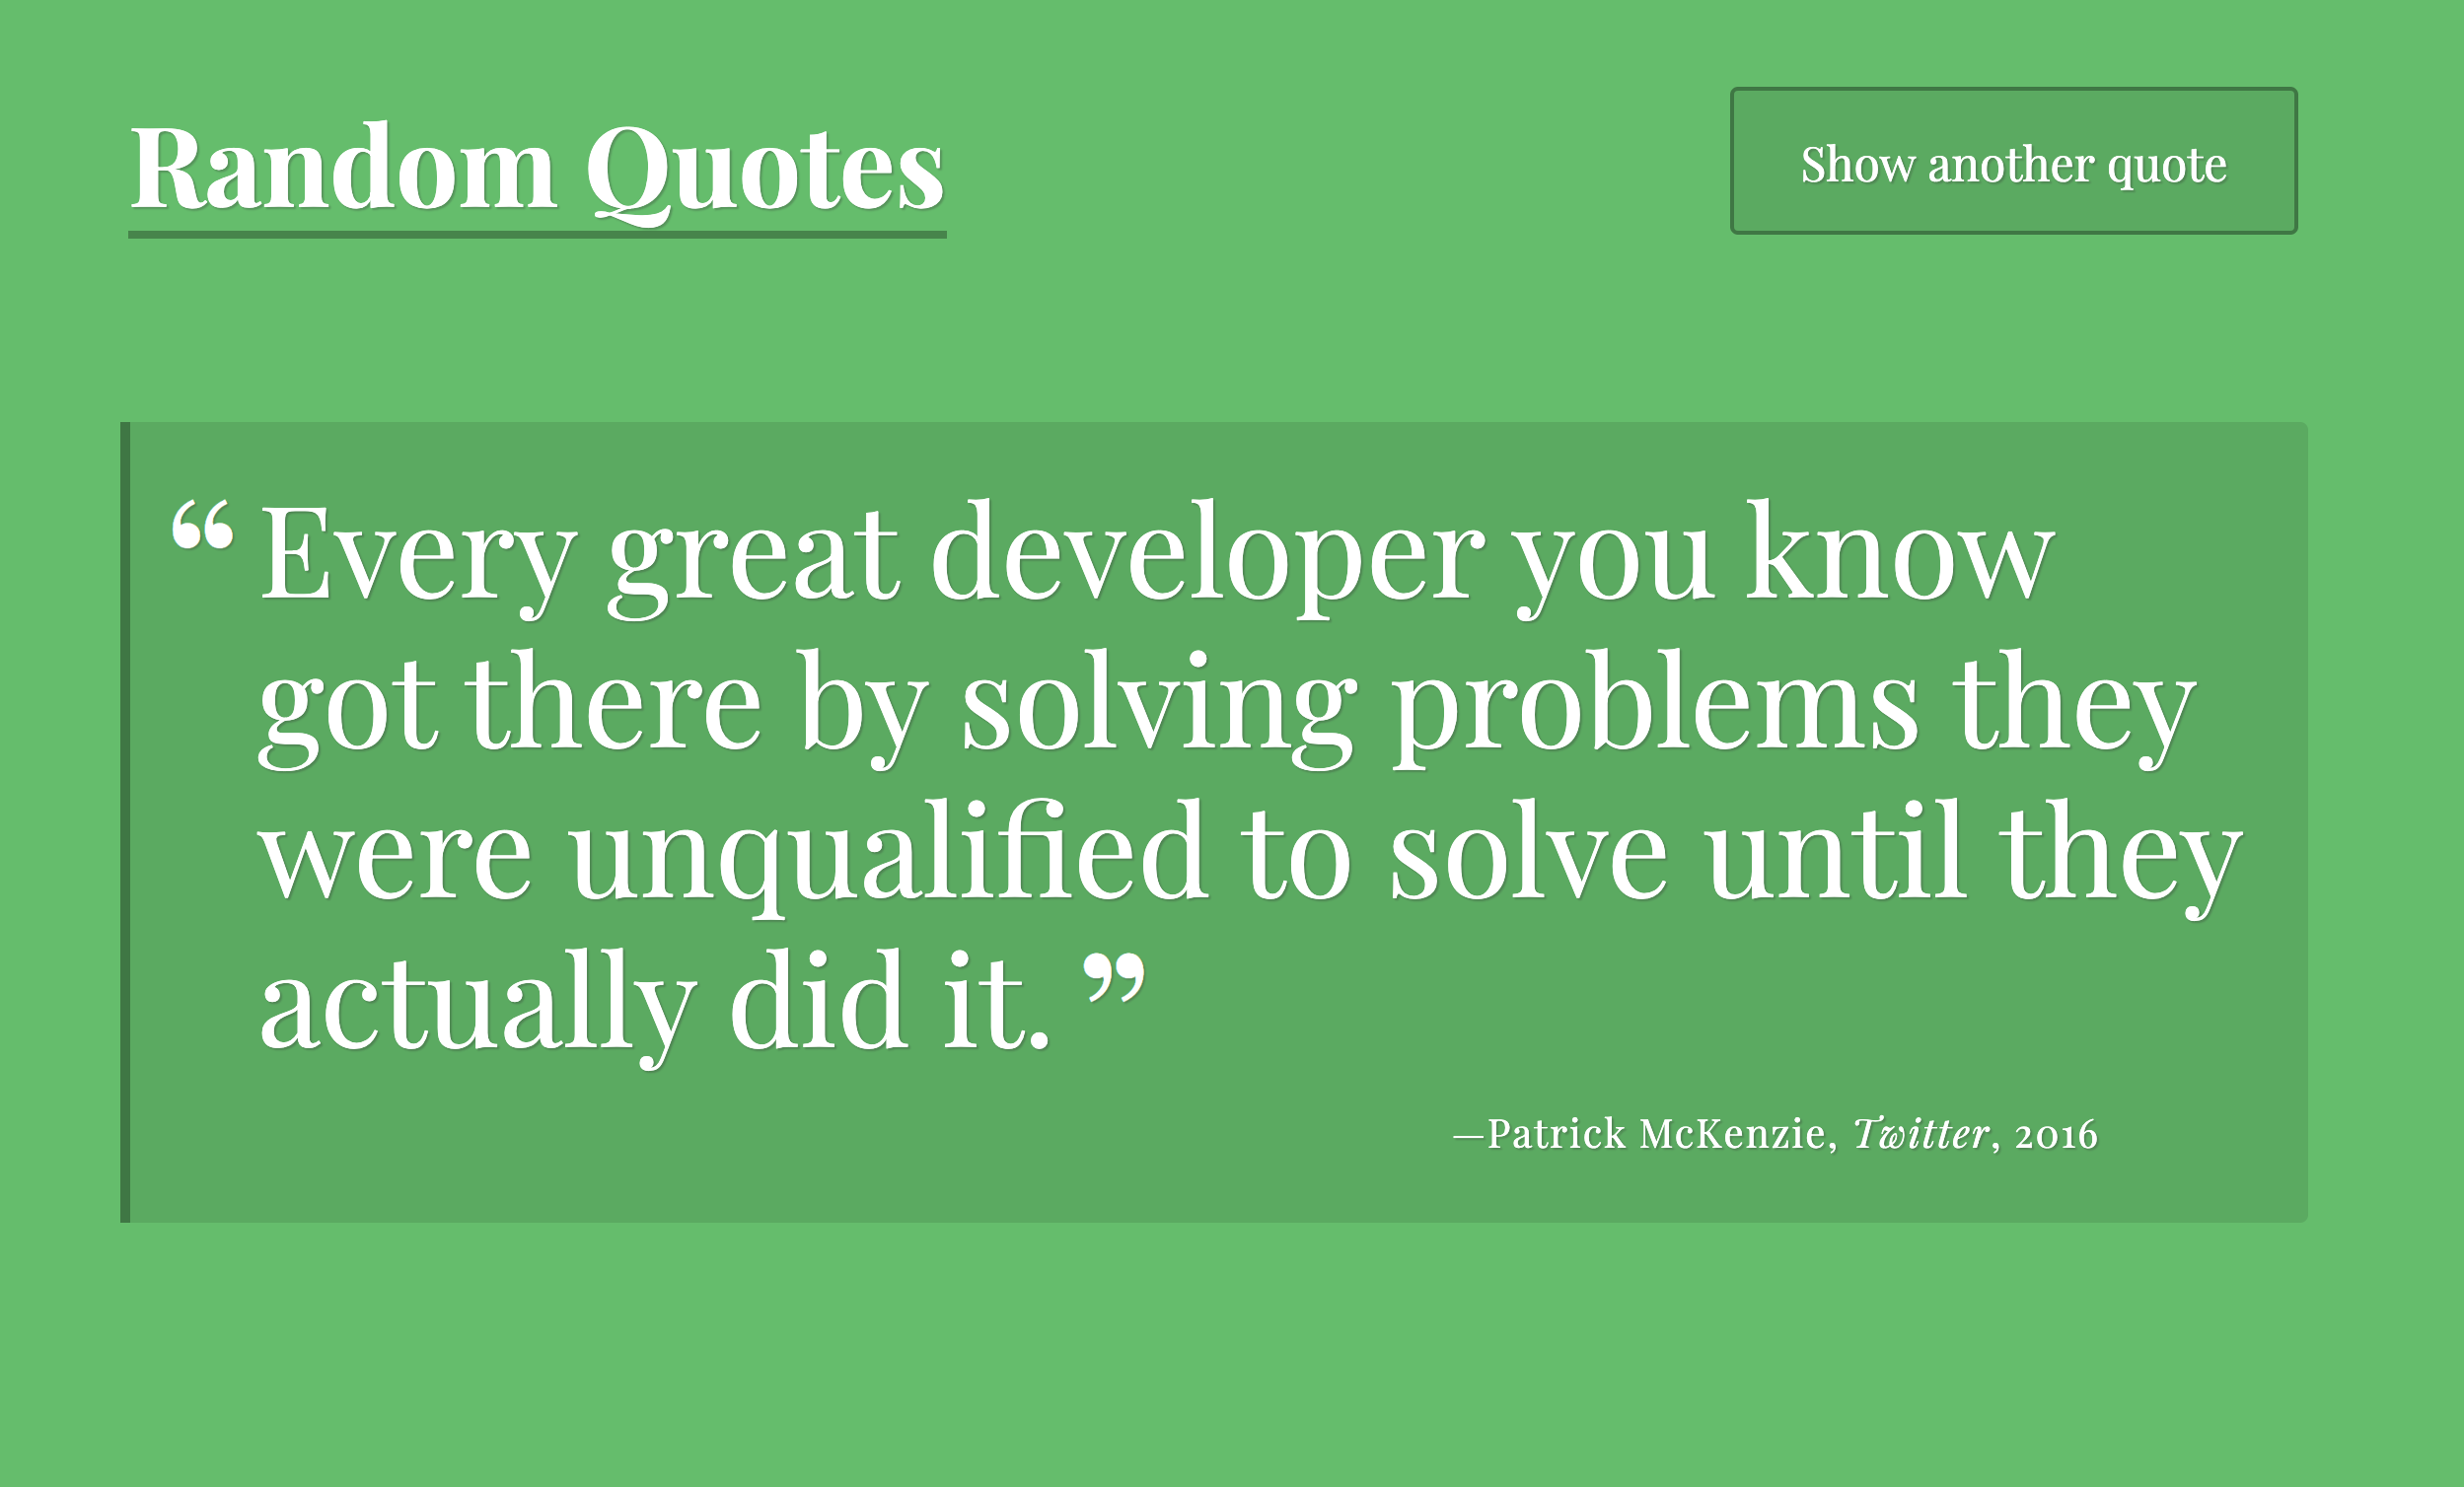 Random Quotes
Show another quote
“Every great developer you know
got there by solving problems they
were unqualified to solve until they
actually did it.”
—Patrick McKenzie, Twitter, 2016